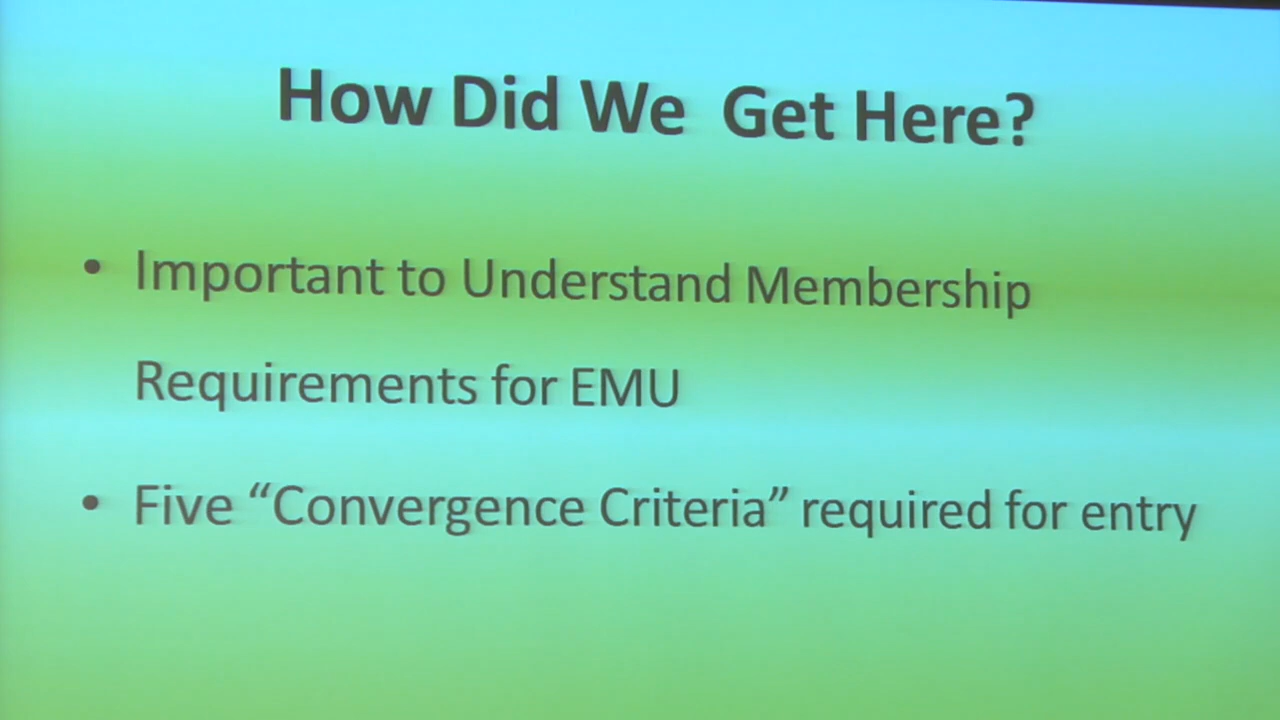 How Did We Get Here?
• Important to Understand Membership
Requirements for EMU
• Five “Convergence Criteria” required for entry